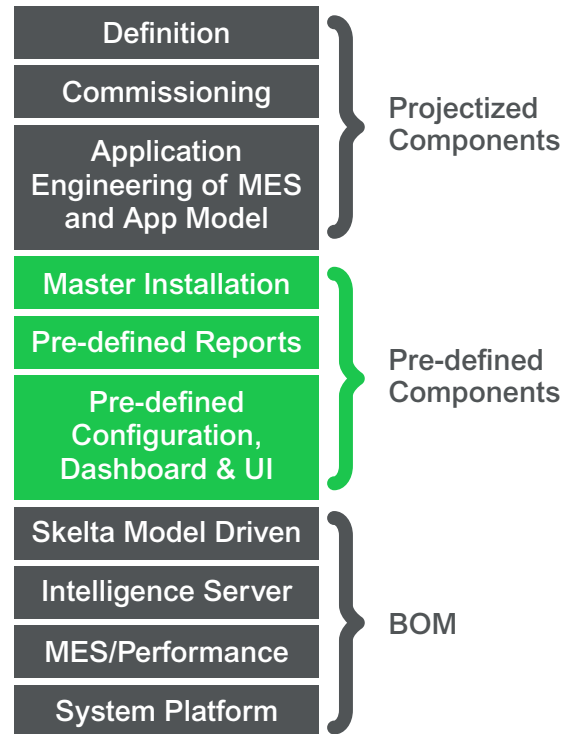 Definition
Commissioning
Application
Engineering of MES
and App Model
Projectized
Components
Master Installation
Pre-defined Reports
Pre-defined
Configuration,
Dashboard & UI
Pre-defined
Components
Skelta Model Driven
Intelligence Server
MES/Performance
System Platform
BOM